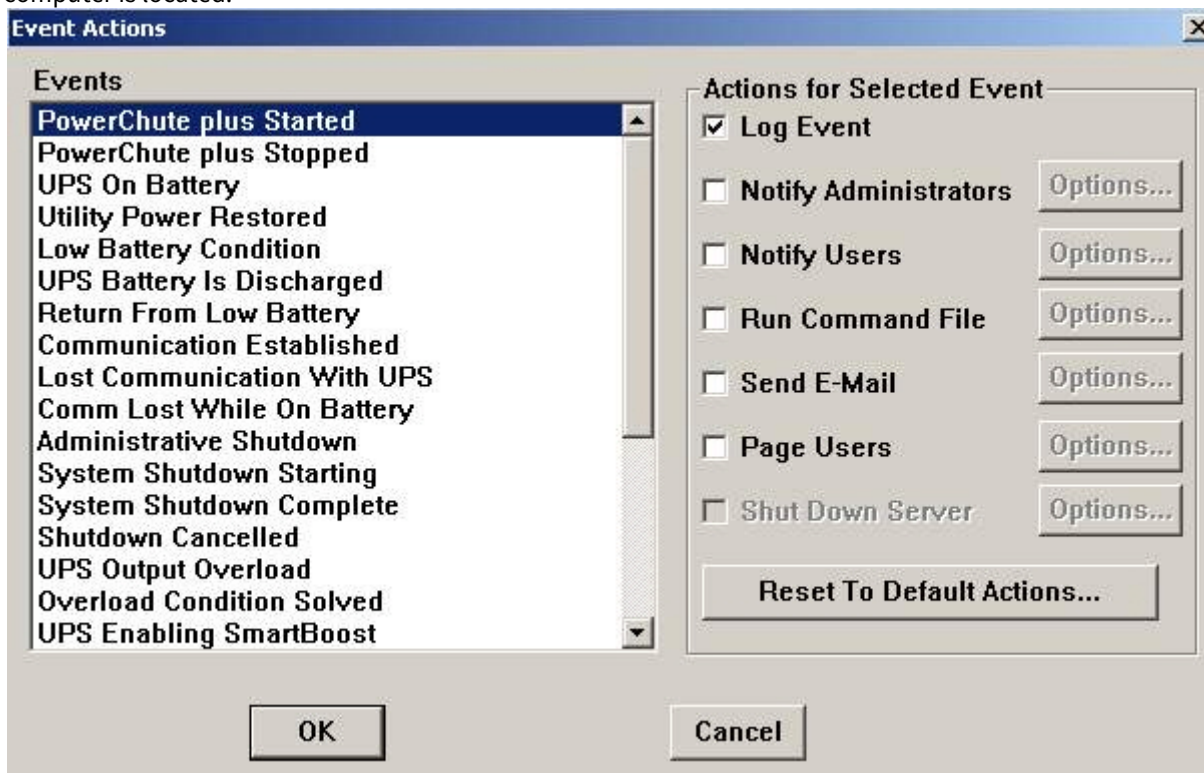 computer is located.
Event Actions
Events
PowerChute plus Started
PowerChute plus Stopped
UPS On Battery
Utility Power Restored
Low Battery Condition
UPS Battery Is Discharged
Return From Low Battery
Communication Established
Lost Communication With UPS
Comm Lost While On Battery
Administrative Shutdown
System Shutdown Starting
System Shutdown Complete
Shutdown Cancelled
UPS Output Overload
Overload Condition Solved
UPS Enabling SmartBoost
Actions for Selected Event
Log Event
Notify Administrators Options...
Notify Users Options...
Run Command File Options...
Send E-Mail Options...
Page Users Options...
Shut Down Server Options...
Reset To Default Actions...
OK Cancel